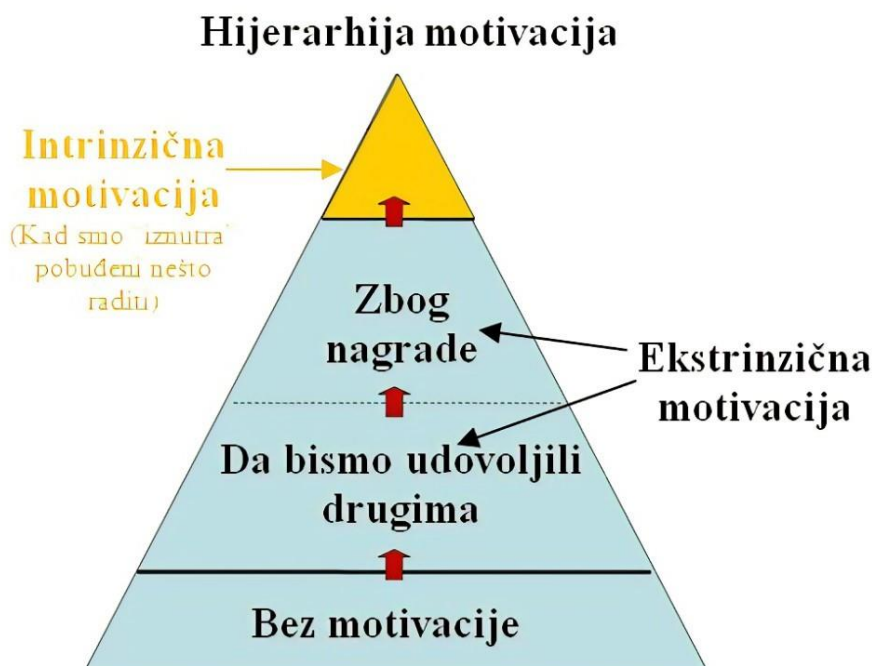 Hijerarhija motivacija
Intrinzična
motivacija
(Kad smo "iznutra"
pobuđeni nešto
raditi)
Zbog
nagrade
Ekstrinzična
motivacija
Da bismo udovoljili
drugima
Bez motivacije